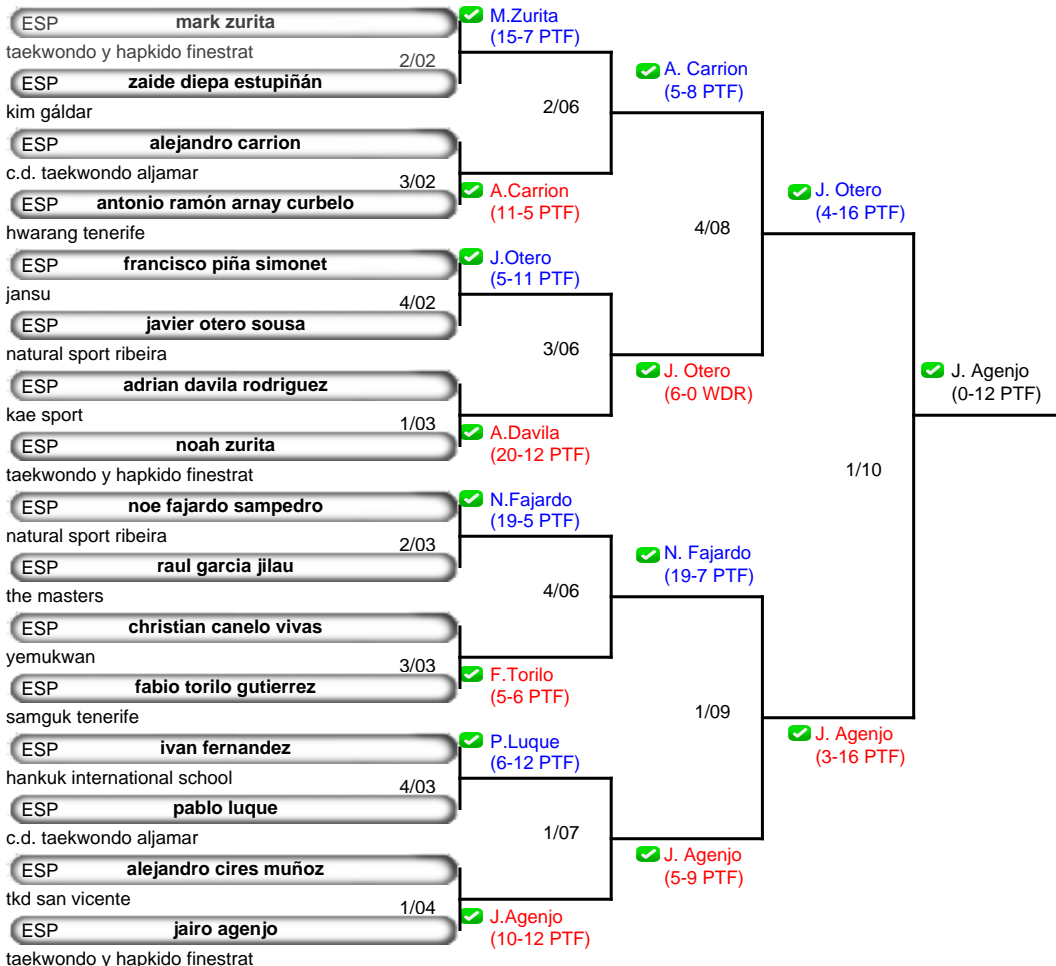 ESP mark zurita
taekwondo y hapkido finestrat
2/02
ESP zaide diepa estupiñán
kim gáldar
ESP alejandro carrion
c.d. taekwondo aljamar
3/02
ESP antonio ramón arnay curbelo
hwarang tenerife
ESP francisco piña simonet
jansu
4/02
ESP javier otero sousa
natural sport ribeira
ESP adrian davila rodriguez
kae sport
1/03
ESP noah zurita
taekwondo y hapkido finestrat
ESP noe fajardo sampedro
natural sport ribeira
2/03
ESP raul garcia jilau
the masters
ESP christian canelo vivas
yemukwan
3/03
ESP fabio torilo gutierrez
samguk tenerife
ESP ivan fernandez
hankuk international school
4/03
ESP pablo luque
c.d. taekwondo aljamar
ESP alejandro cires muñoz
tkd san vicente
1/04
ESP jairo agenjo
taekwondo y hapkido finestrat
M.Zurita
(15-7 PTF)
2/06
A.Carrion
(11-5 PTF)
J.Otero
(5-11 PTF)
3/06
A.Davila
(20-12 PTF)
N.Fajardo
(19-5 PTF)
4/06
F.Torilo
(5-6 PTF)
P.Luque
(6-12 PTF)
1/07
J.Agenjo
(10-12 PTF)
A. Carrion
(5-8 PTF)
4/08
J. Otero
(6-0 WDR)
N. Fajardo
(19-7 PTF)
1/09
J. Agenjo
(5-9 PTF)
J. Otero
(4-16 PTF)
1/10
J. Agenjo
(3-16 PTF)
J. Agenjo
(0-12 PTF)